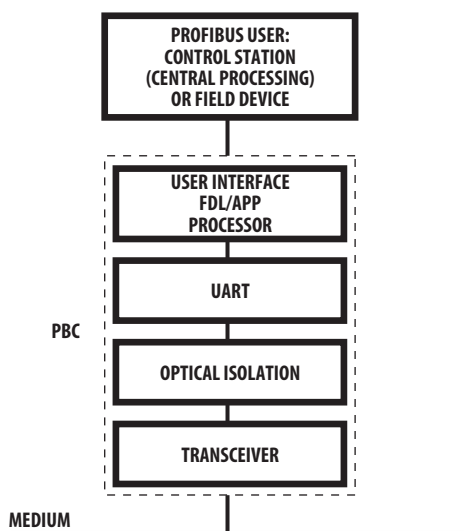 PROFIBUS USER:
CONTROL STATION
(CENTRAL PROCESSING)
OR FIELD DEVICE
USER INTERFACE
FDL/APP
PROCESSOR
UART
PBC
OPTICAL ISOLATION
TRANSCEIVER
MEDIUM